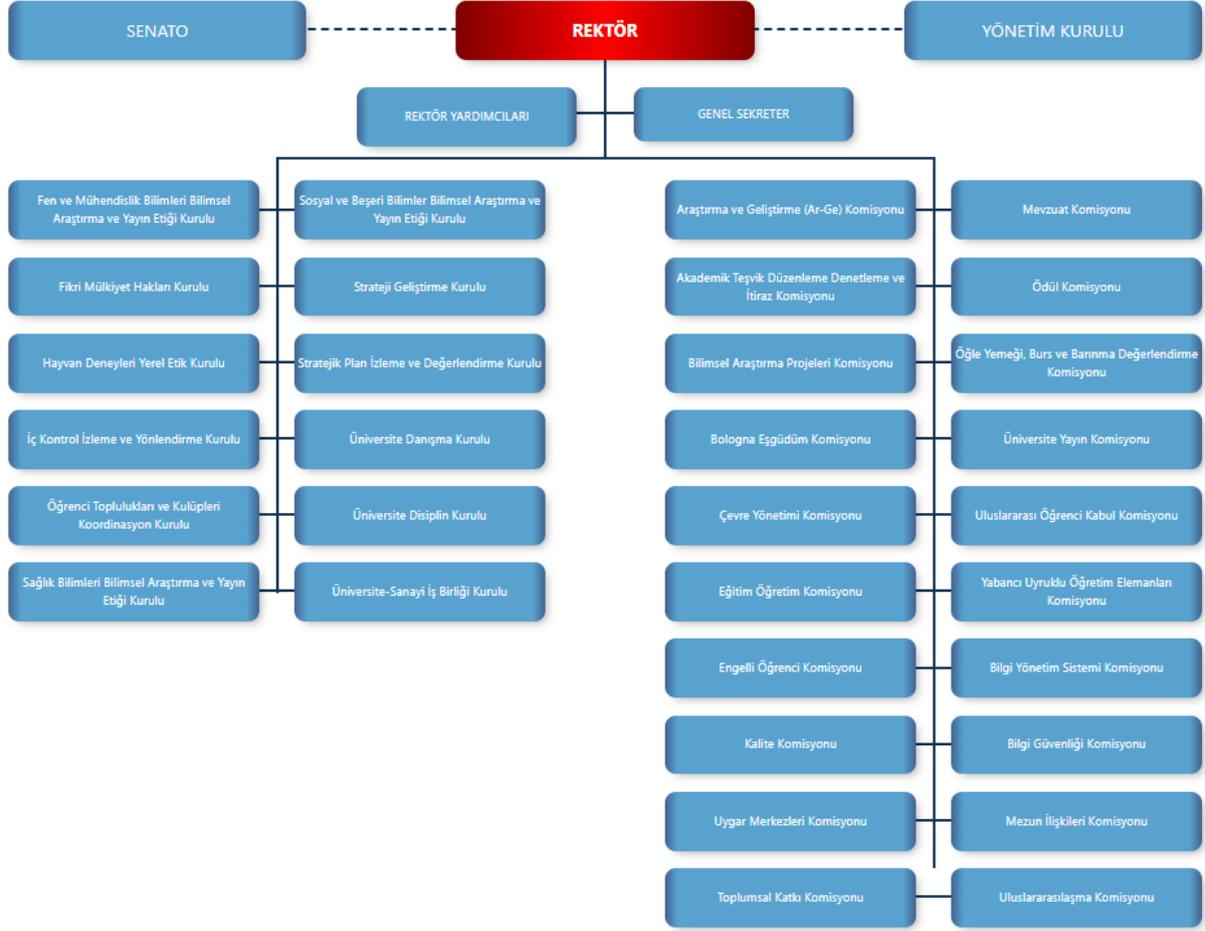 SENATO
REKTÖR
YÖNETİM KURULU
REKTÖR YARDIMCILARI
GENEL SEKRETER
Fen ve Mühendislik Bilimleri Bilimsel
Araştırma ve Yayın Etiği Kurulu
Sosyal ve Beşeri Bilimler Bilimsel Araştırma ve
Yayın Etiği Kurulu
Araştırma ve Geliştirme (Ar-Ge) Komisyonu
Mevzuat Komisyonu
Fikri Mülkiyet Hakları Kurulu
Strateji Geliştirme Kurulu
Akademik Teşvik Düzenleme Denetleme ve
İtiraz Komisyonu
Ödül Komisyonu
Hayvan Deneyleri Yerel Etik Kurulu
Stratejik Plan İzleme ve Değerlendirme Kurulu
Bilimsel Araştırma Projeleri Komisyonu
Öğle Yemeği, Burs ve Barınma Değerlendirme
Komisyonu
İç Kontrol İzleme ve Yönlendirme Kurulu
Üniversite Danışma Kurulu
Bologna Eşgüdüm Komisyonu
Üniversite Yayın Komisyonu
Öğrenci Toplulukları ve Kulüpleri
Koordinasyon Kurulu
Üniversite Disiplin Kurulu
Çevre Yönetimi Komisyonu
Uluslararası Öğrenci Kabul Komisyonu
Sağlık Bilimleri Bilimsel Araştırma ve Yayın
Etiği Kurulu
Üniversite-Sanayi İş Birliği Kurulu
Eğitim Öğretim Komisyonu
Yabancı Uyruklu Öğretim Elemanları
Komisyonu
Engelli Öğrenci Komisyonu
Bilgi Yönetim Sistemi Komisyonu
Kalite Komisyonu
Bilgi Güvenliği Komisyonu
Uygar Merkezleri Komisyonu
Mezun İlişkileri Komisyonu
Toplumsal Katkı Komisyonu
Uluslararasılaşma Komisyonu